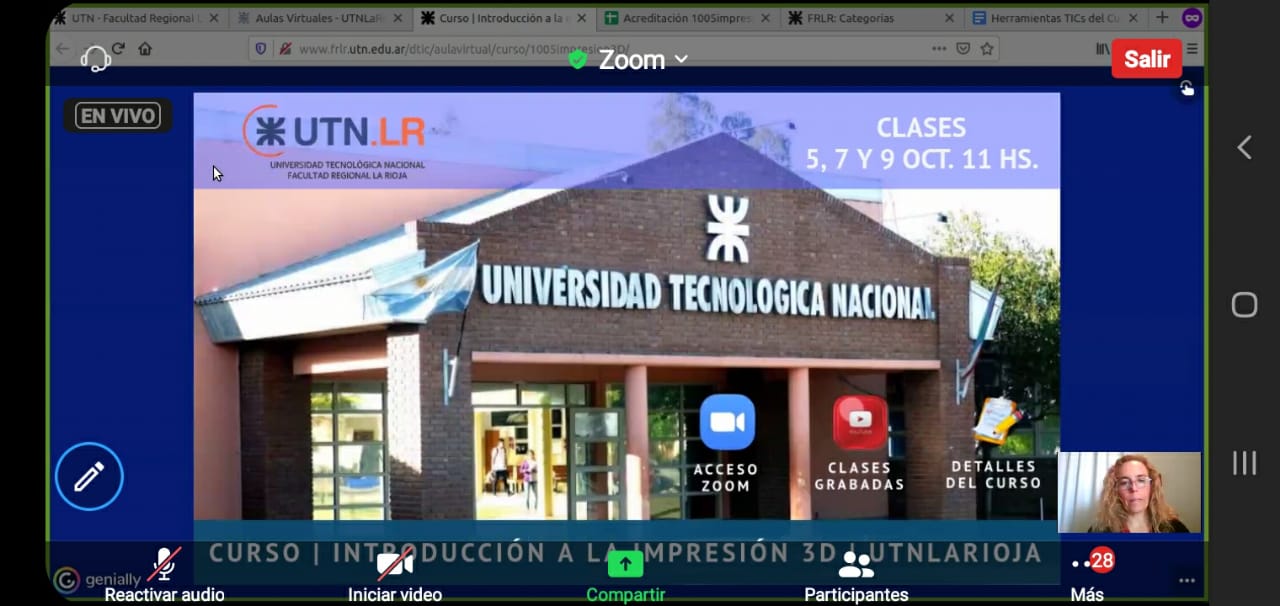 UTN - Facultad Regional L
Aulas Virtuales - UTNLaR
Curso | Introducción a la
Acreditación 100Simpres
FRLR: Categorías
Herramientas TICs del Cu
www.frlr.utn.edu.ar/dtic/aulavirtual/curso/100Simpresion3D/
Zoom
Salir
EN VIVO
UTN.LR
UNIVERSIDAD TECNOLÓGICA NACIONAL
FACULTAD REGIONAL LA RIOJA
CLASES
5, 7 Y 9 OCT. 11 HS.
UNIVERSIDAD TECNOLOGICA NACIONAL
ACCESO
ZOOM
CLASES
GRABADAS
DETALLES
DEL CURSO
CURSO | INTRODUCCIÓN A LA IMPRESIÓN 3D | UTNLARIOJA
genially
28
Reactivar audio
Iniciar video
Compartir
Participantes
Más